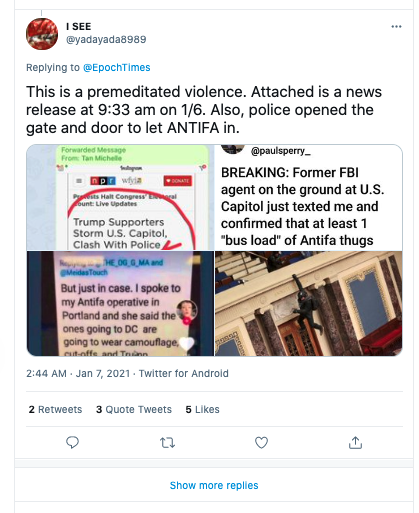 I SEE
@yadayada8989
Replying to @EpochTimes
This is a premeditated violence. Attached is a news
release at 9:33 am on 1/6. Also, police opened the
gate and door to let ANTIFA in.
Forwarded Message
From: Tan Michelle
Instagram
npr wfyi DONATE
Protests Halt Congress' Electoral
Count: Live Updates
Trump Supporters
Storm U.S. Capitol,
Clash With Police
@paulsperry_
BREAKING: Former FBI
agent on the ground at U.S.
Capitol just texted me and
confirmed that at least 1
"bus load" of Antifa thugs
THE_OG_G_MA and
@MeidasTouch
But just in case. I spoke to
my Antifa operative in
Portland and she said the
ones going to DC are
going to wear camouflage,
cut-offs, and Trump
2:44 AM · Jan 7, 2021 · Twitter for Android
2 Retweets 3 Quote Tweets 5 Likes
Show more replies